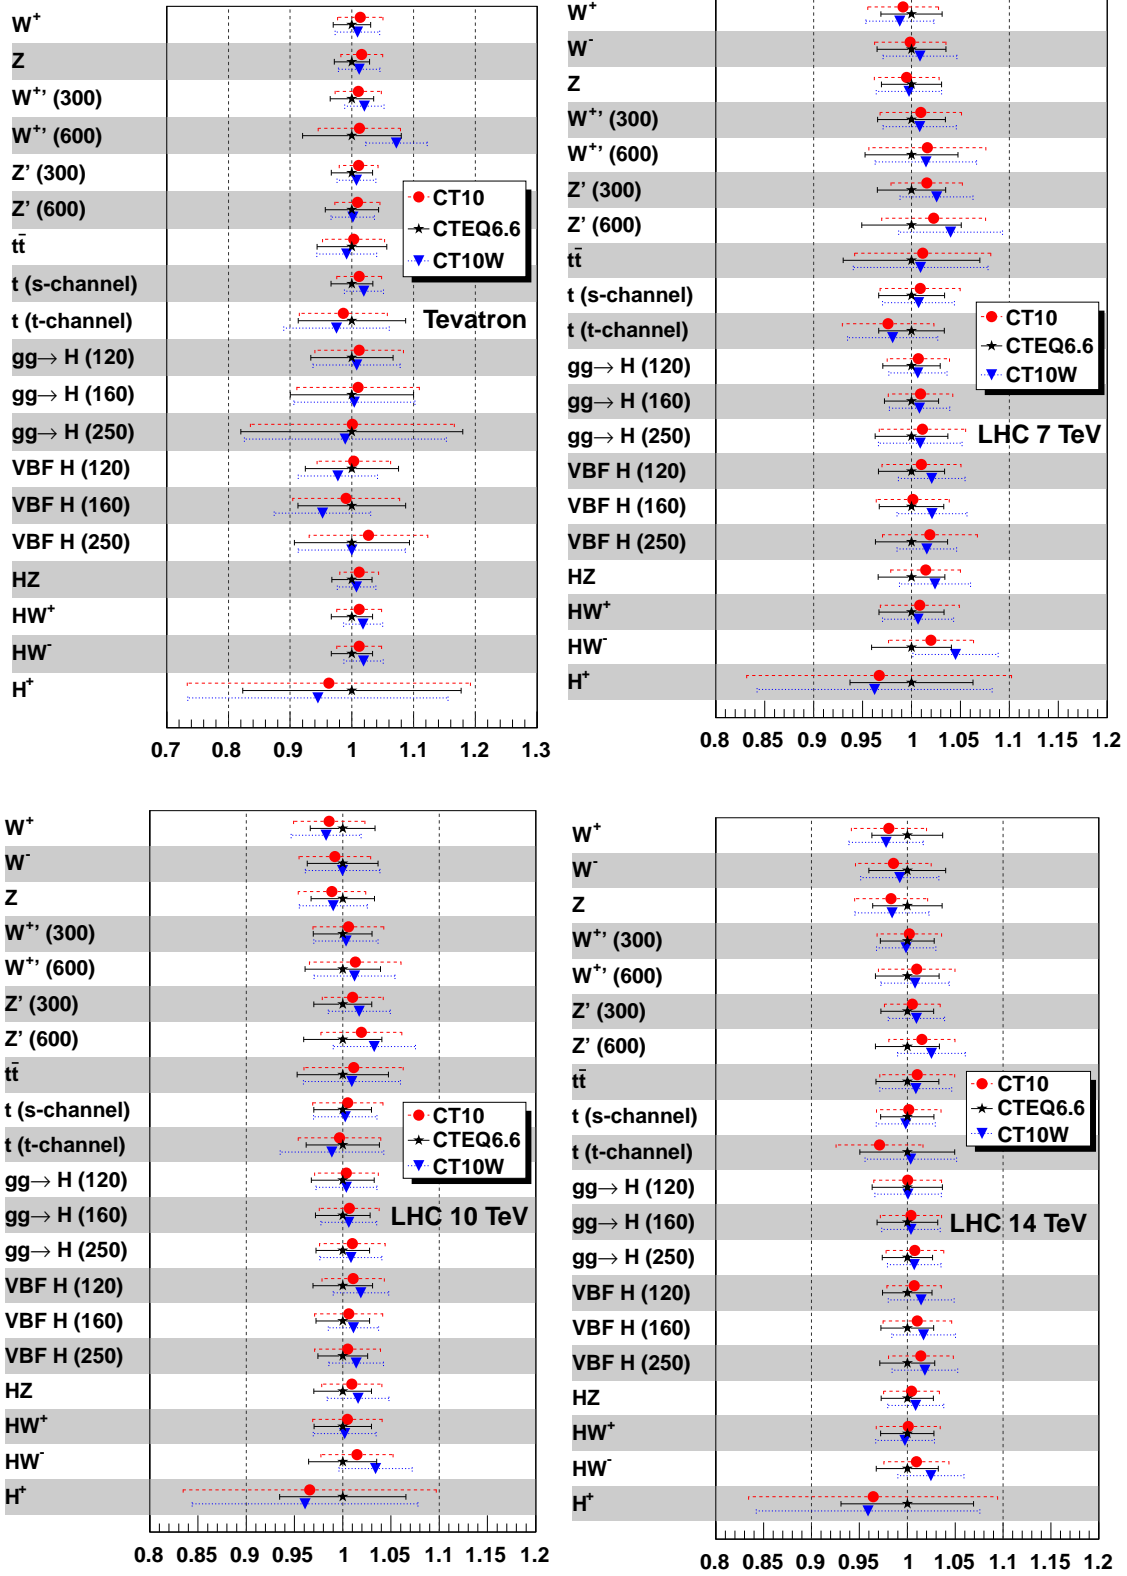 W+
Z
W+’ (300)
W+’ (600)
Z’ (300)
Z’ (600)
tt̄
t (s-channel)
t (t-channel)
gg→ H (120)
gg→ H (160)
gg→ H (250)
VBF H (120)
VBF H (160)
VBF H (250)
HZ
HW+
HW-
H+
CT10
CTEQ6.6
CT10W
Tevatron
0.7 0.8 0.9 1 1.1 1.2 1.3
W+
W-
Z
W+’ (300)
W+’ (600)
Z’ (300)
Z’ (600)
tt̄
t (s-channel)
t (t-channel)
gg→ H (120)
gg→ H (160)
gg→ H (250)
VBF H (120)
VBF H (160)
VBF H (250)
HZ
HW+
HW-
H+
CT10
CTEQ6.6
CT10W
LHC 7 TeV
0.8 0.85 0.9 0.95 1 1.05 1.1 1.15 1.2
W+
W-
Z
W+’ (300)
W+’ (600)
Z’ (300)
Z’ (600)
tt̄
t (s-channel)
t (t-channel)
gg→ H (120)
gg→ H (160)
gg→ H (250)
VBF H (120)
VBF H (160)
VBF H (250)
HZ
HW+
HW-
H+
CT10
CTEQ6.6
CT10W
LHC 10 TeV
0.8 0.85 0.9 0.95 1 1.05 1.1 1.15 1.2
W+
W-
Z
W+’ (300)
W+’ (600)
Z’ (300)
Z’ (600)
tt̄
t (s-channel)
t (t-channel)
gg→ H (120)
gg→ H (160)
gg→ H (250)
VBF H (120)
VBF H (160)
VBF H (250)
HZ
HW+
HW-
H+
CT10
CTEQ6.6
CT10W
LHC 14 TeV
0.8 0.85 0.9 0.95 1 1.05 1.1 1.15 1.2